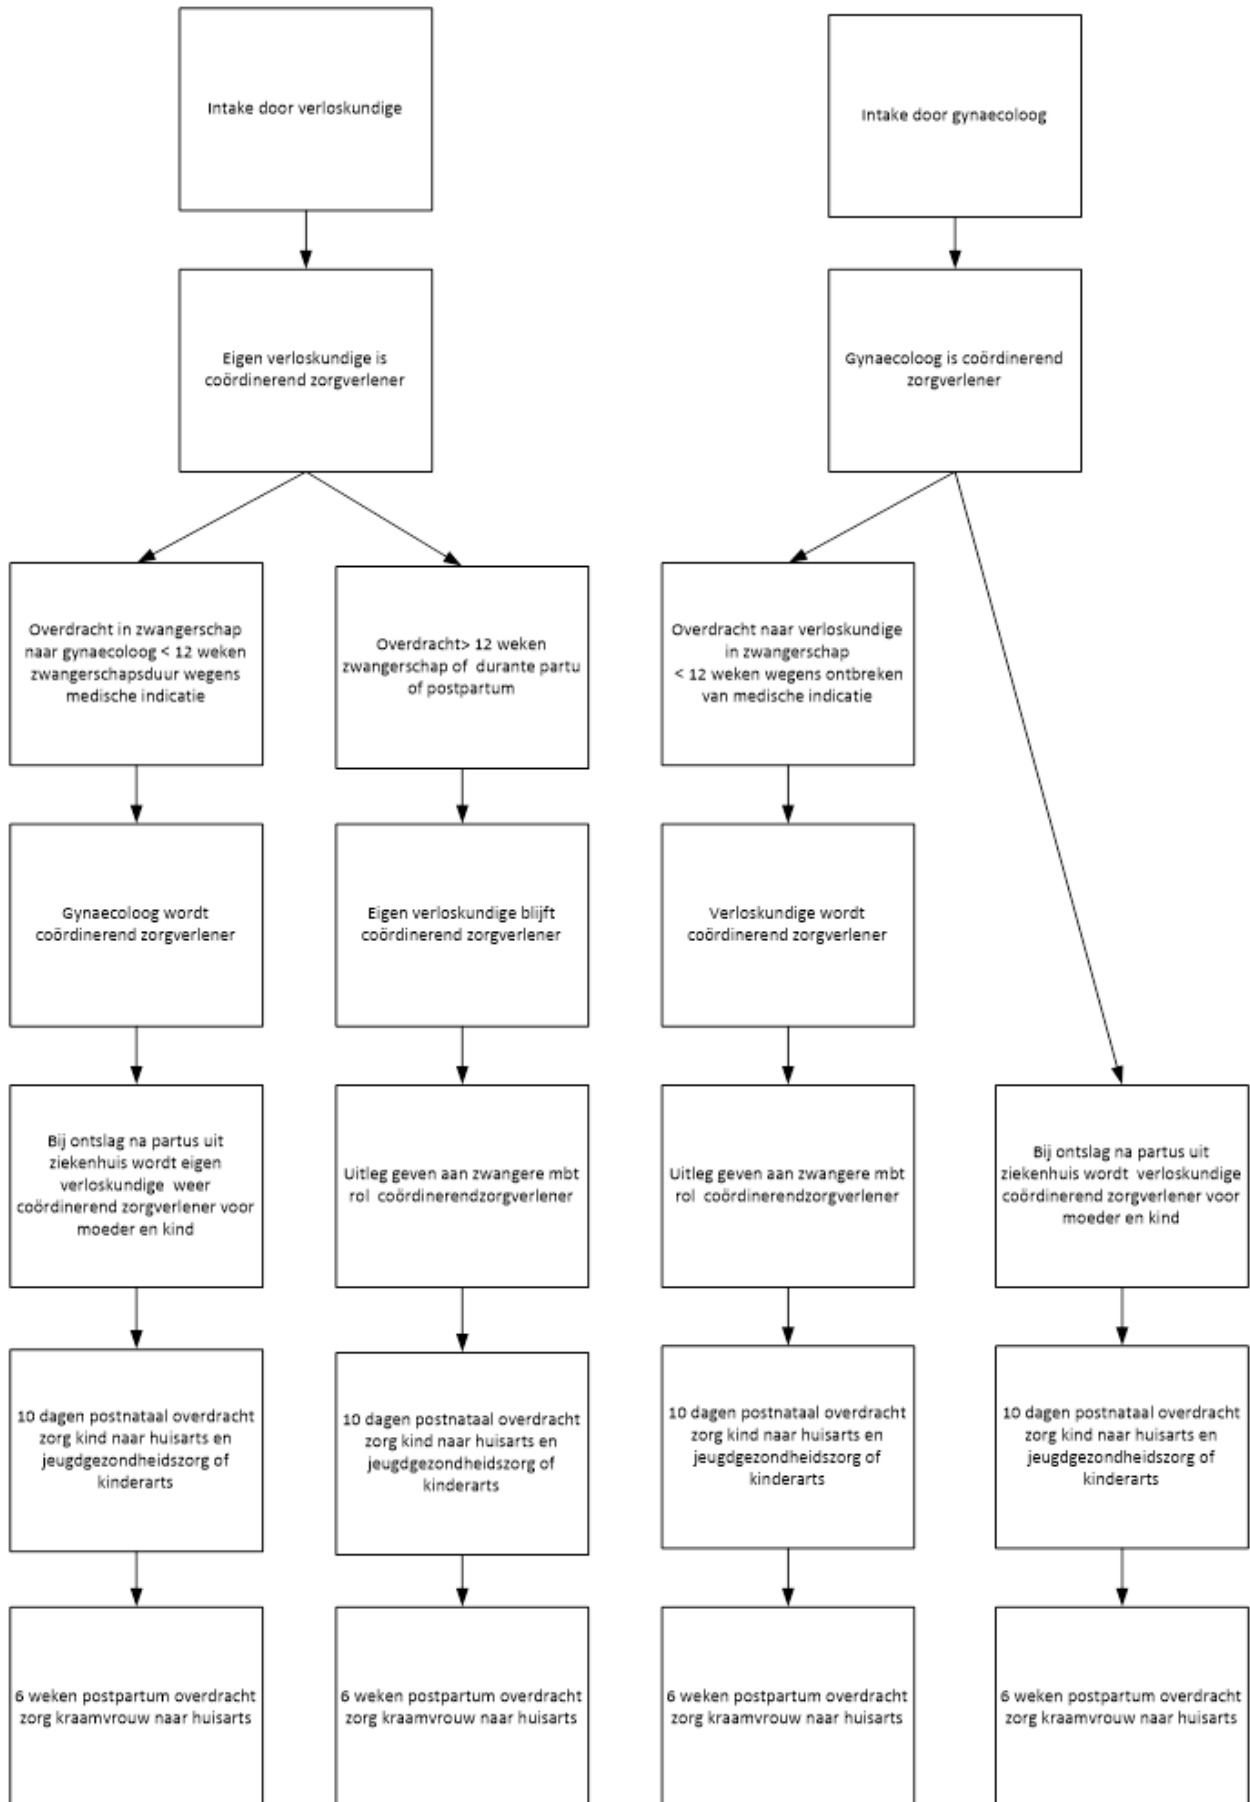 Intake door verloskundige
Intake door gynaecoloog
Eigen verloskundige is
coördinerend zorgverlener
Gynaecoloog is coördinerend
zorgverlener
Overdracht in zwangerschap
naar gynaecoloog < 12 weken
zwangerschapsduur wegens
medische indicatie
Overdracht> 12 weken
zwangerschap of  durante partu
of postpartum
Overdracht naar verloskundige
in zwangerschap
< 12 weken wegens ontbreken
van medische indicatie
Gynaecoloog wordt
coördinerend zorgverlener
Eigen verloskundige blijft
coördinerend zorgverlener
Verloskundige wordt
coördinerend zorgverlener
Bij ontslag na partus uit
ziekenhuis wordt eigen
verloskundige  weer
coördinerend zorgverlener voor
moeder en kind
Uitleg geven aan zwangere mbt
rol  coördinerendzorgverlener
Uitleg geven aan zwangere mbt
rol  coördinerendzorgverlener
Bij ontslag na partus uit
ziekenhuis wordt  verloskundige
coördinerend zorgverlener voor
moeder en kind
10 dagen postnataal overdracht
zorg kind naar huisarts en
jeugdgezondheidszorg of
kinderarts
10 dagen postnataal overdracht
zorg kind naar huisarts en
jeugdgezondheidszorg of
kinderarts
10 dagen postnataal overdracht
zorg kind naar huisarts en
jeugdgezondheidszorg of
kinderarts
10 dagen postnataal overdracht
zorg kind naar huisarts en
jeugdgezondheidszorg of
kinderarts
6 weken postpartum overdracht
zorg kraamvrouw naar huisarts
6 weken postpartum overdracht
zorg kraamvrouw naar huisarts
6 weken postpartum overdracht
zorg kraamvrouw naar huisarts
6 weken postpartum overdracht
zorg kraamvrouw naar huisarts